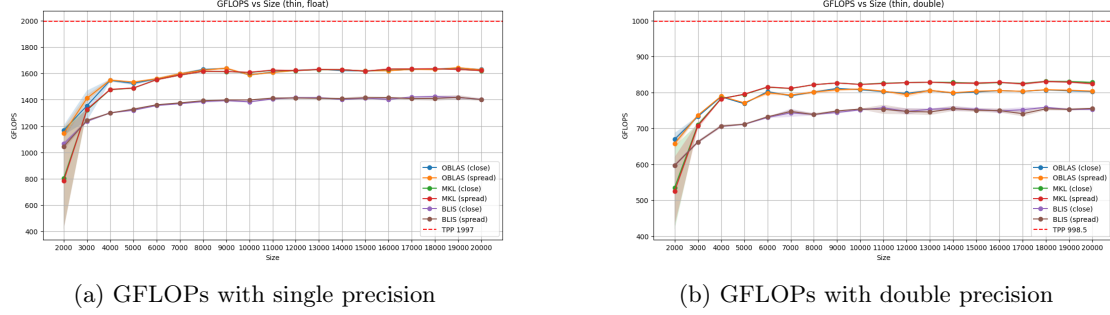 GFLOPS vs Size (thin, float)
2000
1800
1600
1400
1200
1000
800
600
400
GFLOPS
2000 3000 4000 5000 6000 7000 8000 9000 10000 11000 12000 13000 14000 15000 16000 17000 18000 19000 20000
Size
OBLAS (close)
OBLAS (spread)
MKL (close)
MKL (spread)
BLIS (close)
BLIS (spread)
TPP 1997
(a) GFLOPs with single precision
GFLOPS vs Size (thin, double)
1000
900
800
700
600
500
400
GFLOPS
2000 3000 4000 5000 6000 7000 8000 9000 10000 11000 12000 13000 14000 15000 16000 17000 18000 19000 20000
Size
OBLAS (close)
OBLAS (spread)
MKL (close)
MKL (spread)
BLIS (close)
BLIS (spread)
TPP 998.5
(b) GFLOPs with double precision